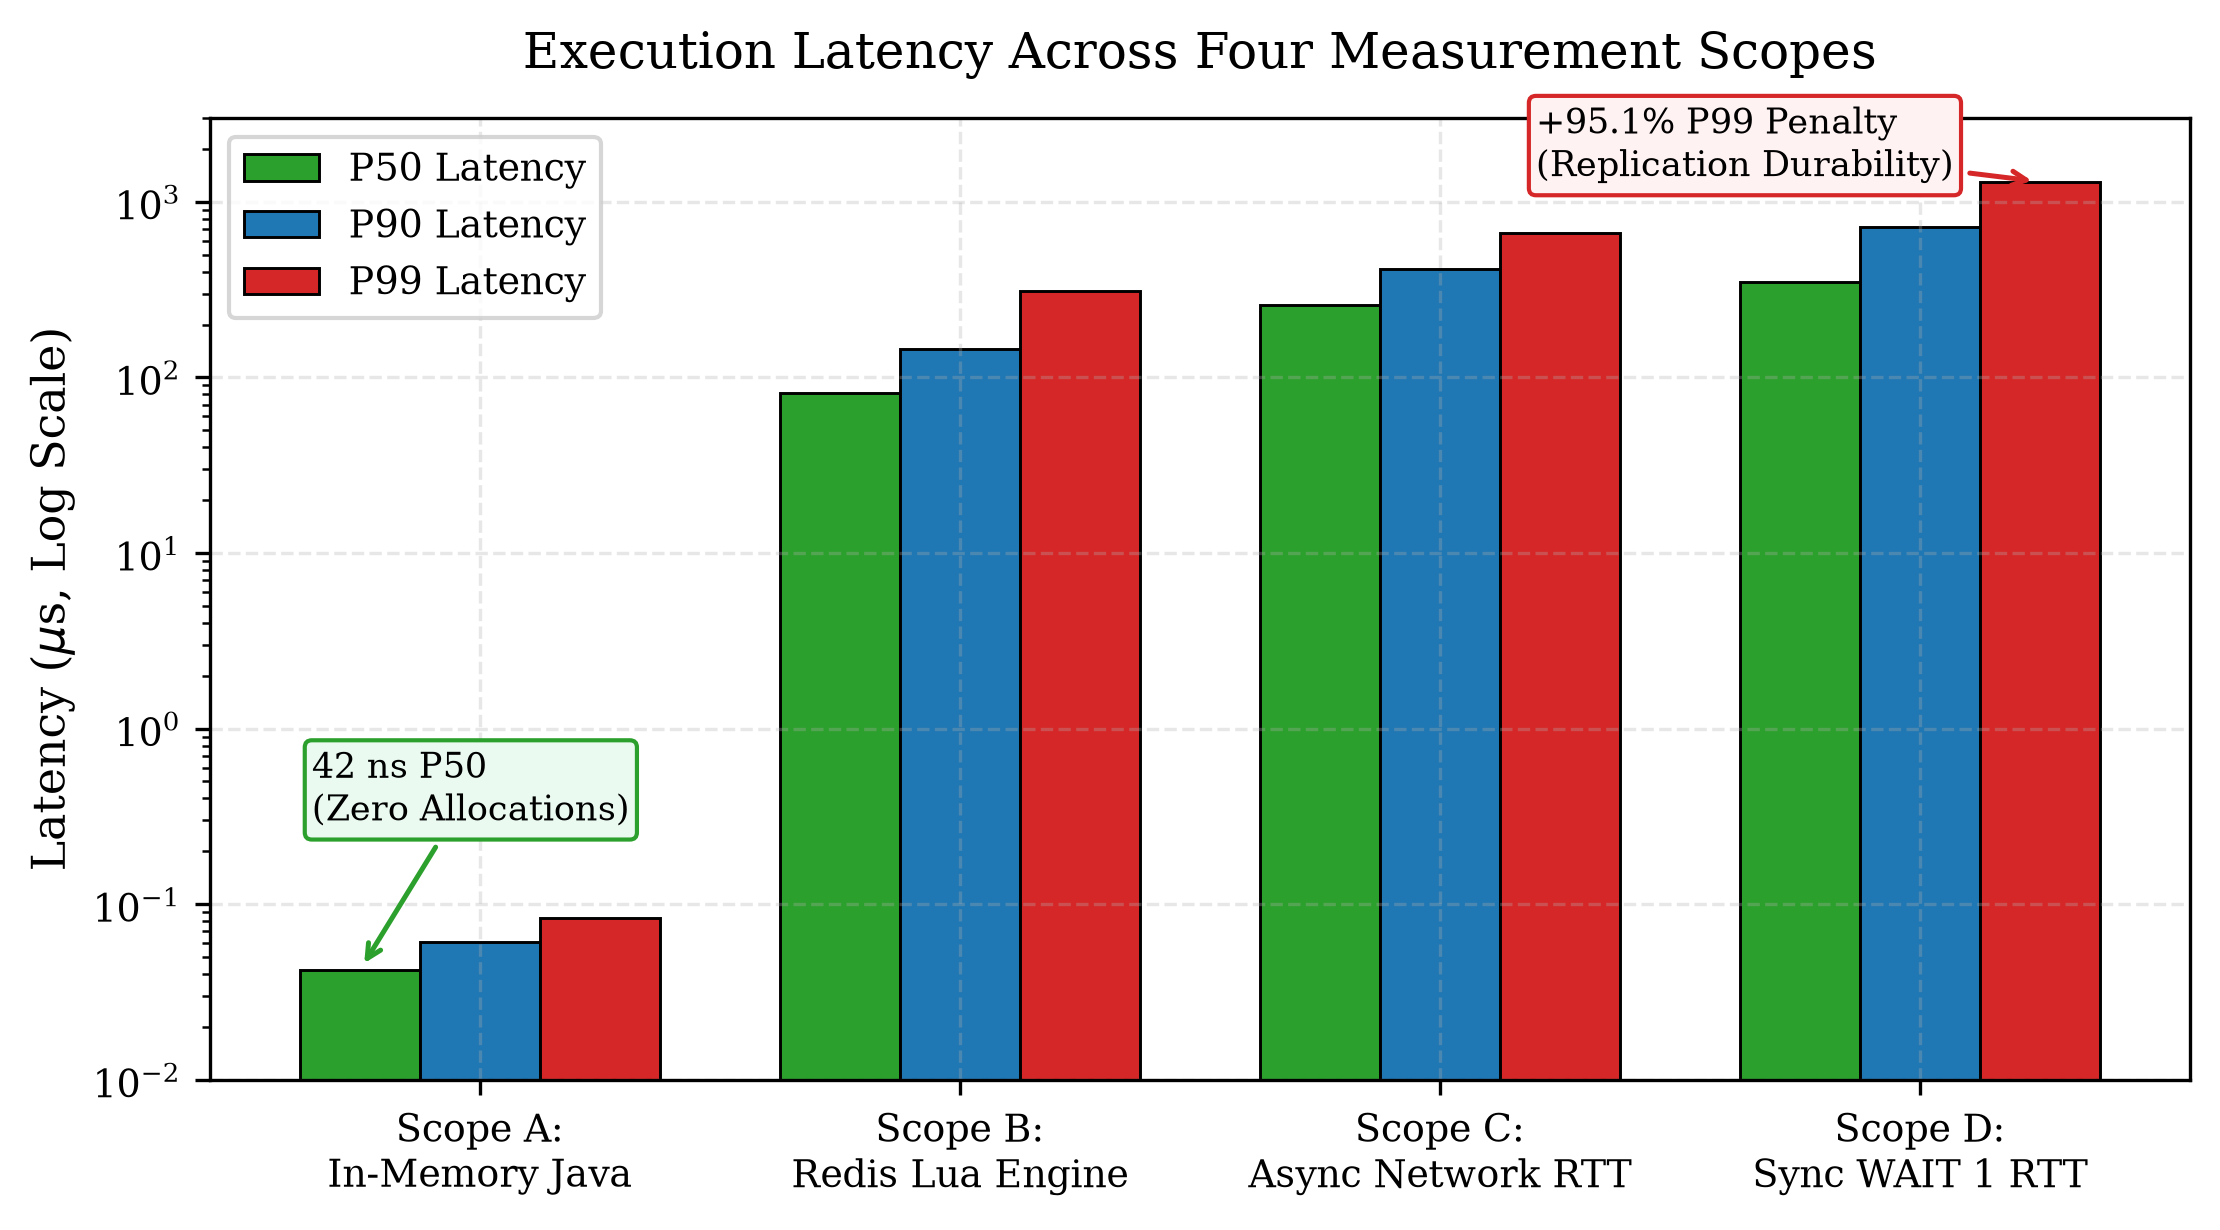 Execution Latency Across Four Measurement Scopes
+95.1% P99 Penalty
(Replication Durability)
P50 Latency
P90 Latency
P99 Latency
Latency (μs, Log Scale)
10³
10²
10¹
10⁰
10⁻¹
10⁻²
42 ns P50
(Zero Allocations)
Scope A:
In-Memory Java
Scope B:
Redis Lua Engine
Scope C:
Async Network RTT
Scope D:
Sync WAIT 1 RTT